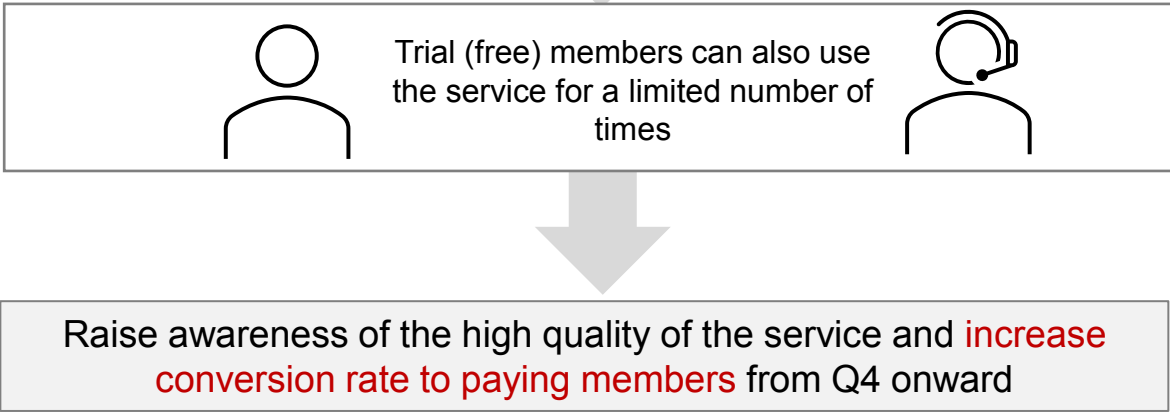 Trial (free) members can also use
the service for a limited number of
times
Raise awareness of the high quality of the service and increase
conversion rate to paying members from Q4 onward